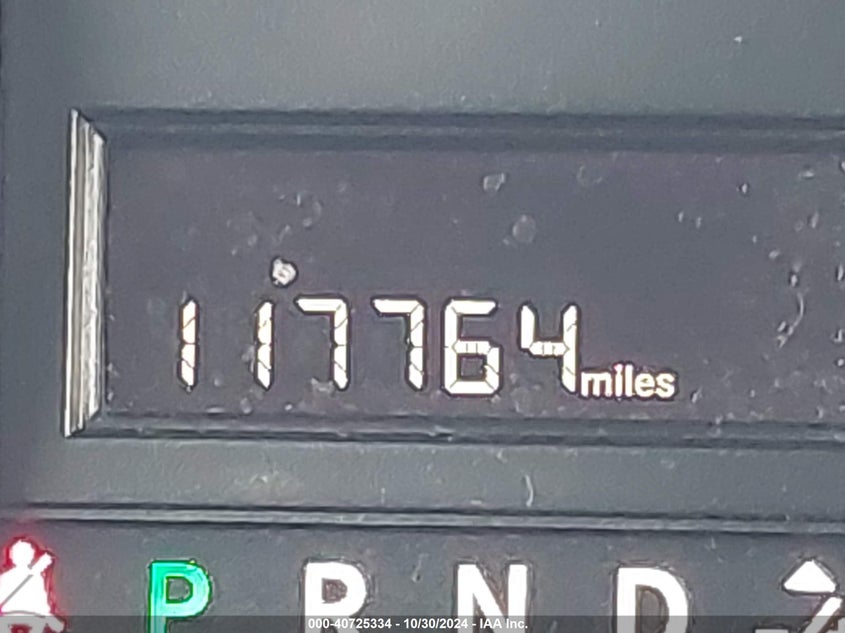 117764 miles
P R N D
000-40725334 - 10/30/2024 - IAA Inc.